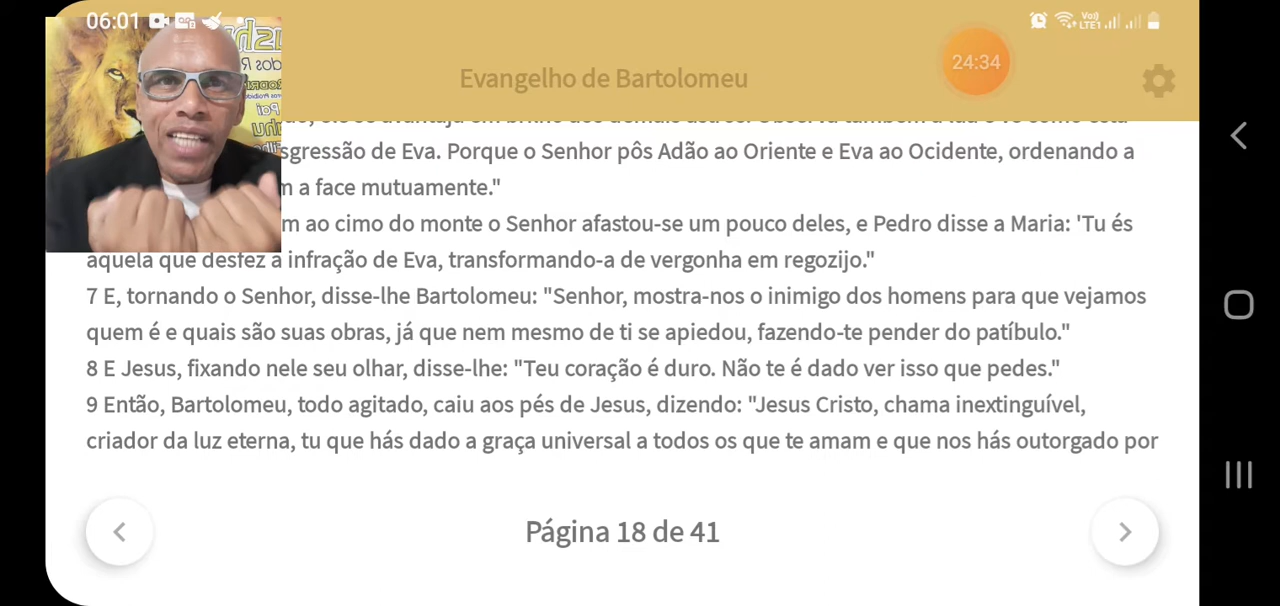 06:01
Vo)
LTE1
24:34
Evangelho de Bartolomeu
sgressão de Eva. Porque o Senhor pôs Adão ao Oriente e Eva ao Ocidente, ordenando a
m a face mutuamente."
m ao cimo do monte o Senhor afastou-se um pouco deles, e Pedro disse a Maria: 'Tu és
aquela que desfez a infração de Eva, transformando-a de vergonha em regozijo."
7 E, tornando o Senhor, disse-lhe Bartolomeu: "Senhor, mostra-nos o inimigo dos homens para que vejamos
quem é e quais são suas obras, já que nem mesmo de ti se apiedou, fazendo-te pender do patíbulo."
8 E Jesus, fixando nele seu olhar, disse-lhe: "Teu coração é duro. Não te é dado ver isso que pedes."
9 Então, Bartolomeu, todo agitado, caiu aos pés de Jesus, dizendo: "Jesus Cristo, chama inextinguível,
criador da luz eterna, tu que hás dado a graça universal a todos os que te amam e que nos hás outorgado por
Página 18 de 41